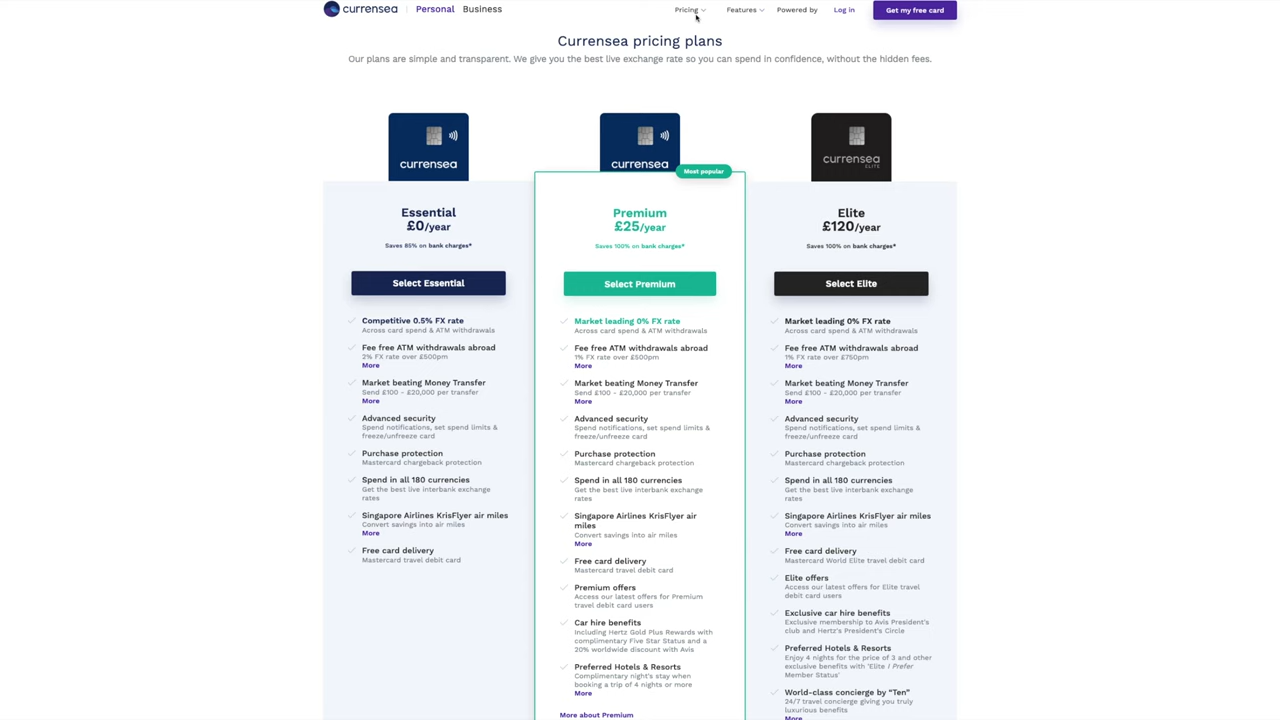 currensea
Personal
Business
Pricing
Features
Powered by
Log in
Get my free card
Currensea pricing plans
Our plans are simple and transparent. We give you the best live exchange rate so you can spend in confidence, without the hidden fees.
currensea
Essential
£0/year
Saves 85% on bank charges*
Select Essential
Competitive 0.5% FX rate
Across card spend & ATM withdrawals
Fee free ATM withdrawals abroad
2% FX rate over £500pm
More
Market beating Money Transfer
Send £100 - £20,000 per transfer
More
Advanced security
Spend notifications, set spend limits &
freeze/unfreeze card
Purchase protection
Mastercard chargeback protection
Spend in all 180 currencies
Get the best live interbank exchange
rates
Singapore Airlines KrisFlyer air miles
Convert savings into air miles
More
Free card delivery
Mastercard travel debit card
currensea
Most popular
Premium
£25/year
Saves 100% on bank charges*
Select Premium
Market leading 0% FX rate
Across card spend & ATM withdrawals
Fee free ATM withdrawals abroad
1% FX rate over £500pm
More
Market beating Money Transfer
Send £100 - £20,000 per transfer
More
Advanced security
Spend notifications, set spend limits &
freeze/unfreeze card
Purchase protection
Mastercard chargeback protection
Spend in all 180 currencies
Get the best live interbank exchange
rates
Singapore Airlines KrisFlyer air
miles
Convert savings into air miles
More
Free card delivery
Mastercard travel debit card
Premium offers
Access our latest offers for Premium
travel debit card users
Car hire benefits
Including Hertz Gold Plus Rewards with
complimentary Five Star Status and a
20% worldwide discount with Avis
Preferred Hotels & Resorts
Complimentary night's stay when
booking a trip of 4 nights or more
More
More about Premium
currensea
ELITE
Elite
£120/year
Saves 100% on bank charges*
Select Elite
Market leading 0% FX rate
Across card spend & ATM withdrawals
Fee free ATM withdrawals abroad
1% FX rate over £750pm
More
Market beating Money Transfer
Send £100 - £20,000 per transfer
More
Advanced security
Spend notifications, set spend limits &
freeze/unfreeze card
Purchase protection
Mastercard chargeback protection
Spend in all 180 currencies
Get the best live interbank exchange
rates
Singapore Airlines KrisFlyer air miles
Convert savings into air miles
More
Free card delivery
Mastercard World Elite travel debit card
Elite offers
Access our latest offers for Elite travel
debit card users
Exclusive car hire benefits
Exclusive membership to Avis President's
club and Hertz's President's Circle
Preferred Hotels & Resorts
Enjoy 4 nights for the price of 3 and other
exclusive benefits with 'Elite I Prefer
Member Status'
World-class concierge by “Ten”
24/7 travel concierge giving you truly
luxurious benefits
More